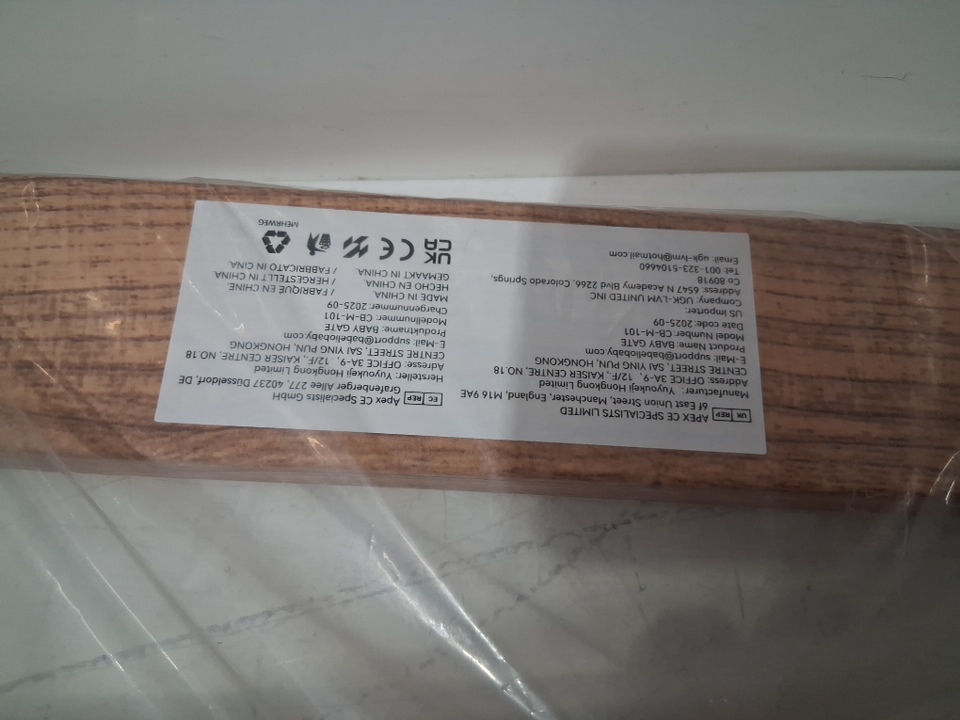 UK REP APEX CE SPECIALISTS LIMITED
6f East Union Street, Manchester, England, M16 9AE
Manufacturer: Yuyoukeji Hongkong Limited
Address: OFFICE 3A-9, 12/F., KAISER CENTRE, NO.18
CENTRE STREET, SAI YING PUN, HONGKONG
E-Mail: support@babeliobaby.com
Product Name: BABY GATE
Model Number: CB-M-101
Date code: 2025-09
US Importer:
Company: UGK-LVM UNITED INC
Address: 6547 N Academy Blvd 2266, Colorado Springs,
Co 80918
Tel: 001-323-5104660
Email: ugk-lvm@hotmail.com
EC REP Apex CE Specialists GmbH
Grafenberger Allee 277, 40237 Düsseldorf, DE
Hersteller: Yuyoukeji Hongkong Limited
Adresse: OFFICE 3A-9, 12/F, KAISER CENTRE, NO.18
CENTRE STREET, SAI YING PUN, HONGKONG
E-Mail: support@babeliobaby.com
Produktname: BABY GATE
Modellnummer: CB-M-101
Chargennummer: 2025-09
MADE IN CHINA / FABRIQUÉ EN CHINE
HECHO EN CHINA / HERGESTELLT IN CHINA
GEMAAKT IN CHINA / FABBRICATO IN CINA
UK CA CE
MEHRWEG